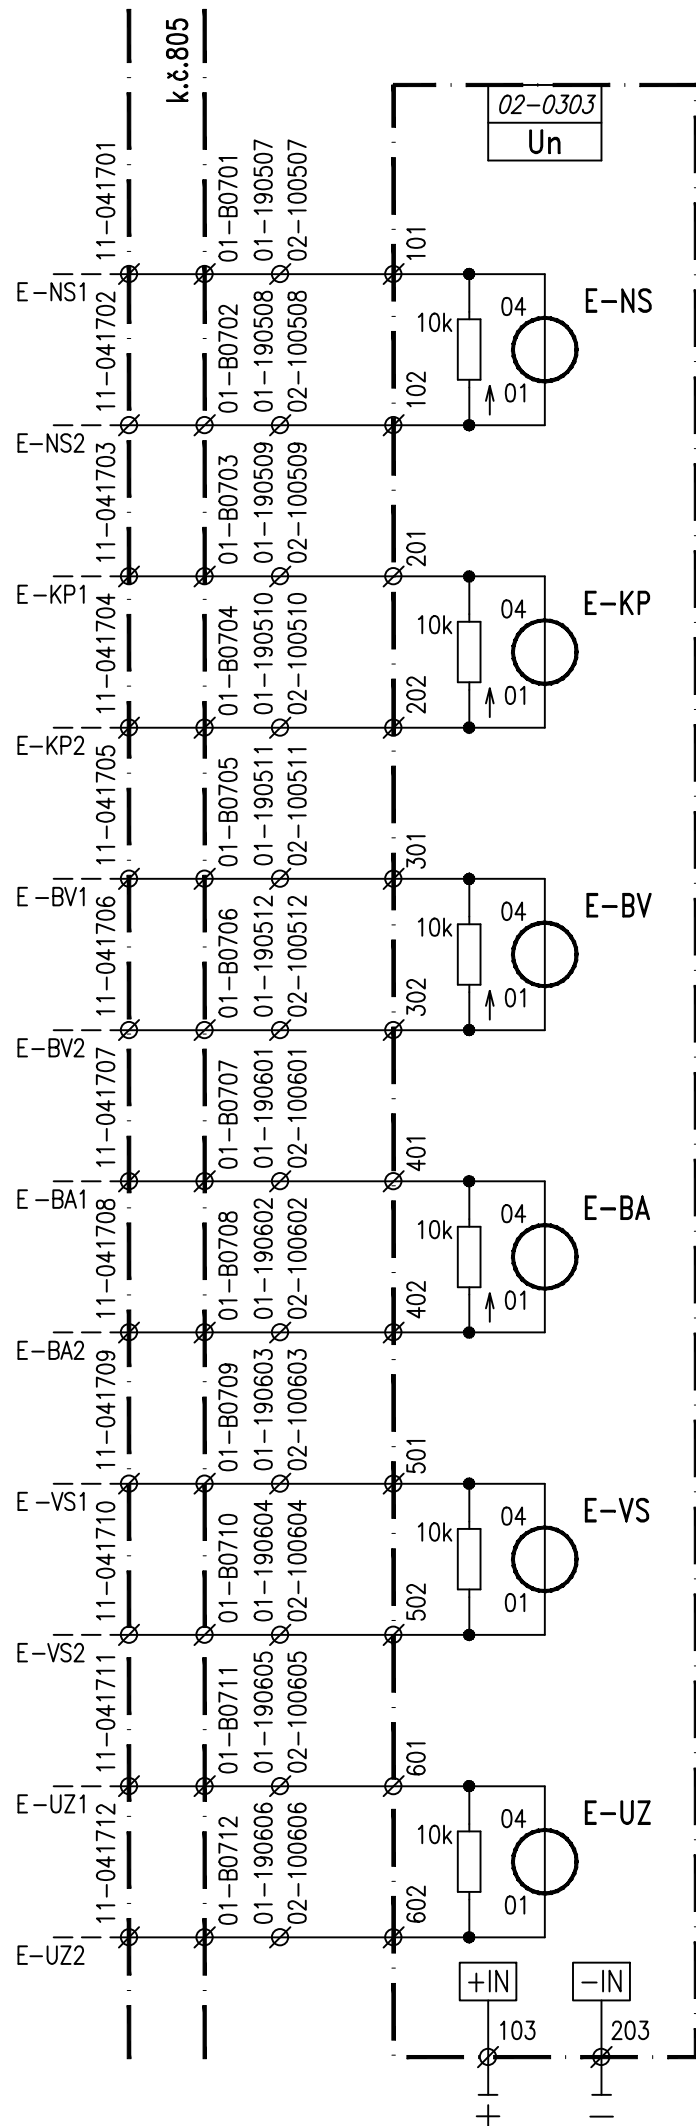 k.č.805
02-0303
Un
11-041701
01-B0701
01-190507
02-100507
101
E-NS1
11-041702
01-B0702
01-190508
02-100508
102
10k
04
01
E-NS
E-NS2
11-041703
01-B0703
01-190509
02-100509
201
E-KP1
11-041704
01-B0704
01-190510
02-100510
202
10k
04
01
E-KP
E-KP2
11-041705
01-B0705
01-190511
02-100511
301
E-BV1
11-041706
01-B0706
01-190512
02-100512
302
10k
04
01
E-BV
E-BV2
11-041707
01-B0707
01-190601
02-100601
401
E-BA1
11-041708
01-B0708
01-190602
02-100602
402
10k
04
01
E-BA
E-BA2
11-041709
01-B0709
01-190603
02-100603
501
E-VS1
11-041710
01-B0710
01-190604
02-100604
502
10k
04
01
E-VS
E-VS2
11-041711
01-B0711
01-190605
02-100605
601
E-UZ1
11-041712
01-B0712
01-190606
02-100606
602
10k
04
01
E-UZ
E-UZ2
+IN
-IN
103
203
+
-